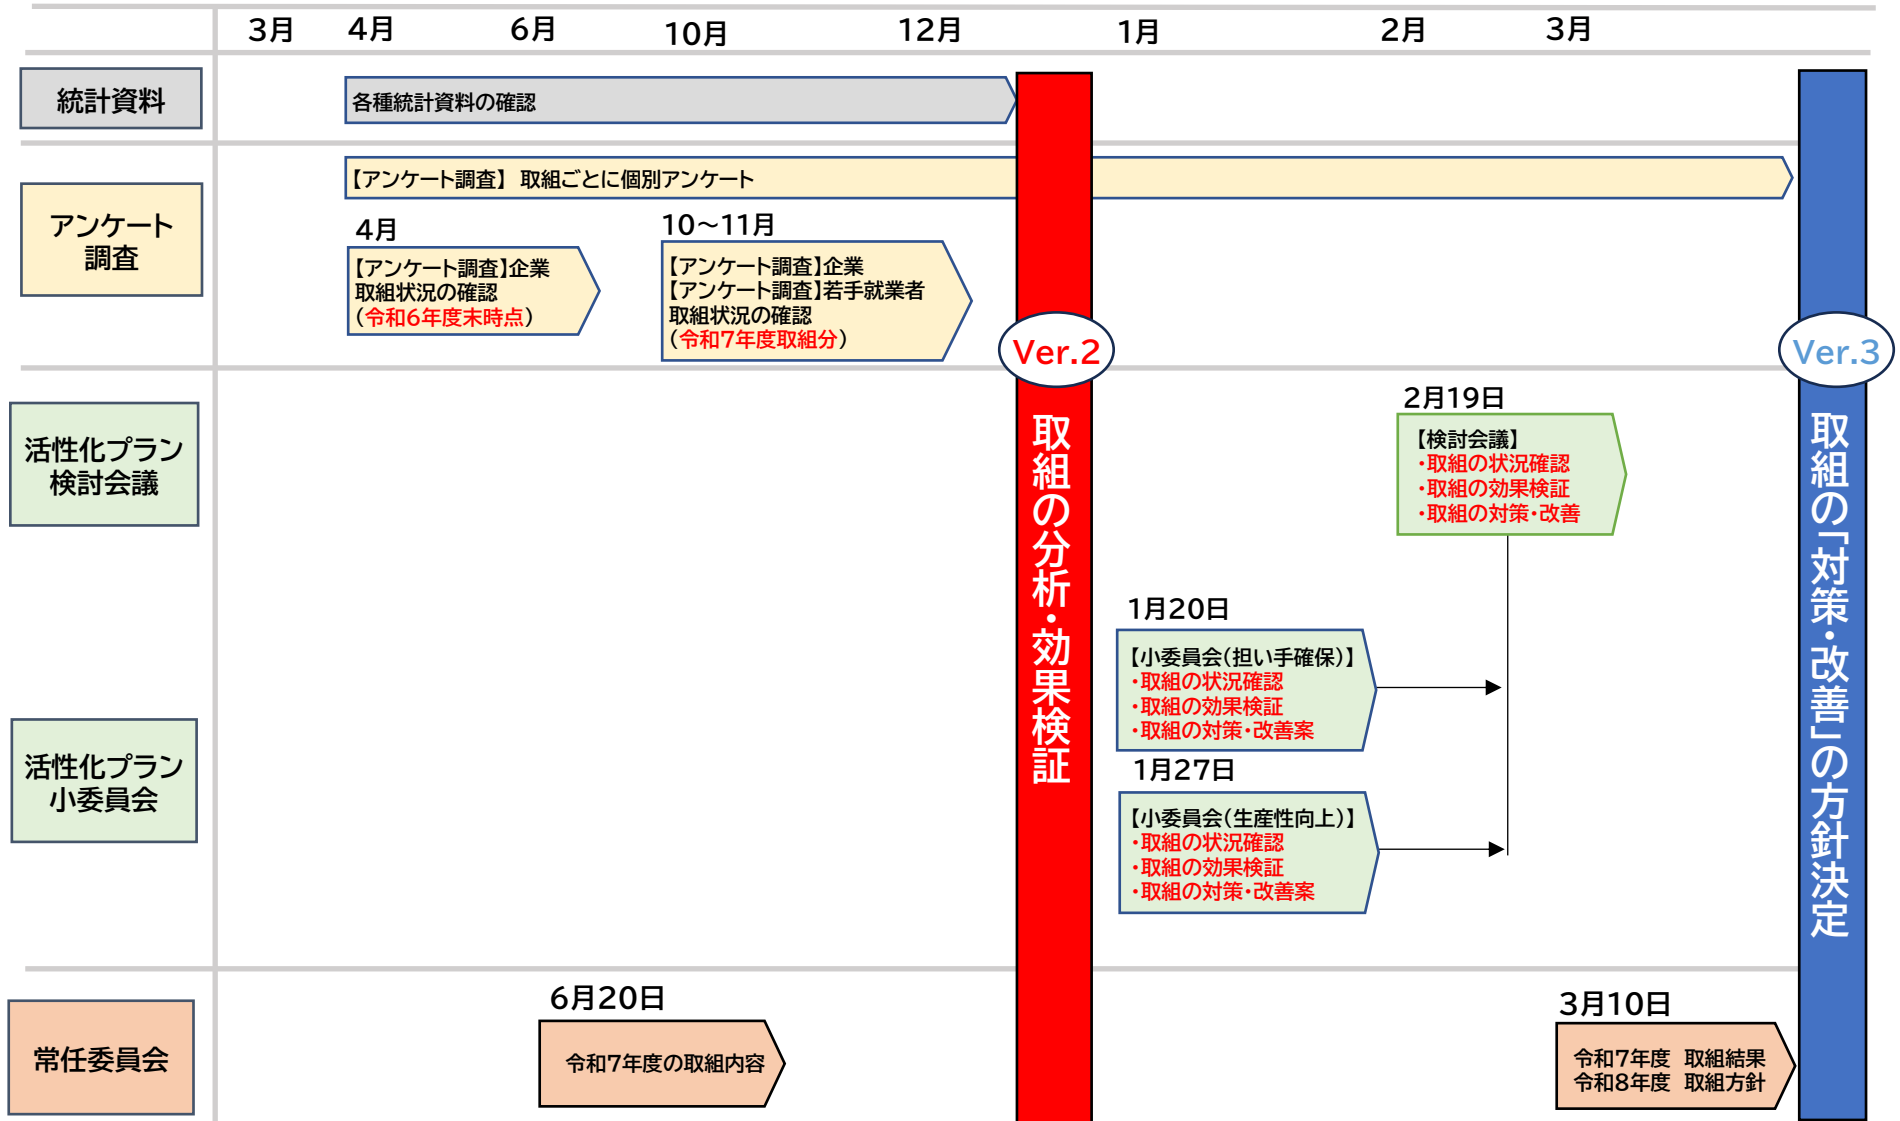 3月 4月 6月 10月 12月 1月 2月 3月
統計資料
各種統計資料の確認
アンケート
調査
【アンケート調査】 取組ごとに個別アンケート
4月
【アンケート調査】企業
取組状況の確認
(令和6年度末時点)
10～11月
【アンケート調査】企業
【アンケート調査】若手就業者
取組状況の確認
(令和7年度取組分)
Ver.2
取組の分析・効果検証
Ver.3
取組の「対策・改善」の方針決定
活性化プラン
検討会議
2月19日
【検討会議】
・取組の状況確認
・取組の効果検証
・取組の対策・改善
活性化プラン
小委員会
1月20日
【小委員会(担い手確保)】
・取組の状況確認
・取組の効果検証
・取組の対策・改善案
1月27日
【小委員会(生産性向上)】
・取組の状況確認
・取組の効果検証
・取組の対策・改善案
常任委員会
6月20日
令和7年度の取組内容
3月10日
令和7年度 取組結果
令和8年度 取組方針